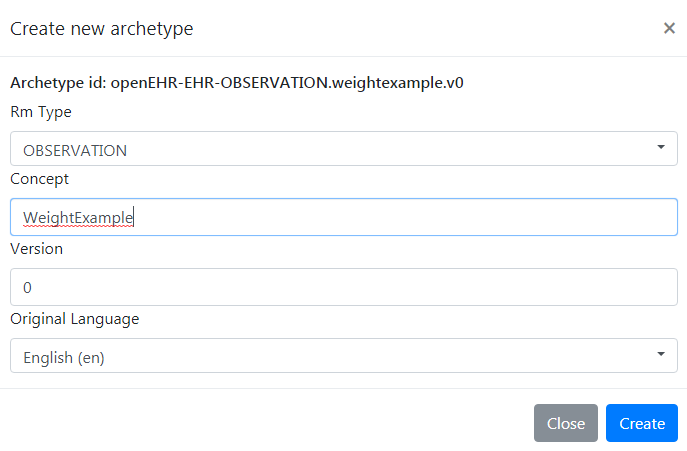 Create new archetype
×
Archetype id: openEHR-EHR-OBSERVATION.weightexample.v0
Rm Type
OBSERVATION
Concept
WeightExample
Version
0
Original Language
English (en)
Close Create